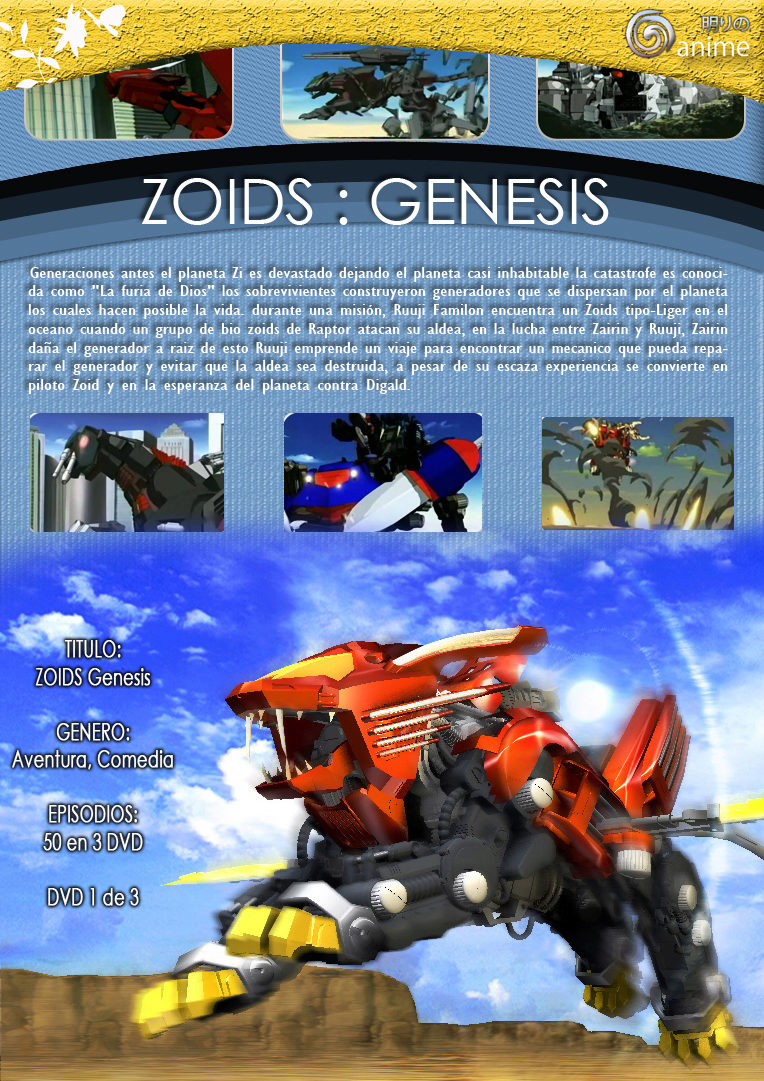 明りの
anime
ZOIDS : GENESIS
Generaciones antes el planeta Zi es devastado dejando el planeta casi inhabitable la catastrofe es conoci-
da como "La furia de Dios" los sobrevivientes construyeron generadores que se dispersan por el planeta
los cuales hacen posible la vida. durante una misión, Ruuji Familon encuentra un Zoids tipo-Liger en el
oceano cuando un grupo de bio zoids de Raptor atacan su aldea, en la lucha entre Zairin y Ruuji, Zairin
daña el generador a raiz de esto Ruuji emprende un viaje para encontrar un mecanico que pueda repa-
rar el generador y evitar que la aldea sea destruida, a pesar de su escaza experiencia se convierte en
piloto Zoid y en la esperanza del planeta contra Digald.
TITULO:
ZOIDS Genesis
GENERO:
Aventura, Comedia
EPISODIOS:
50 en 3 DVD
DVD 1 de 3